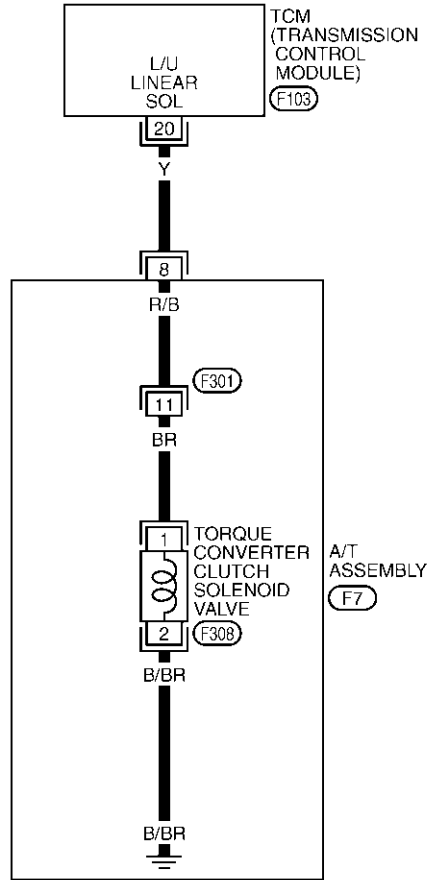 TCM
(TRANSMISSION
CONTROL
MODULE)
F103
L/U
LINEAR
SOL
20
Y
8
R/B
F301
11
BR
1
TORQUE
CONVERTER
CLUTCH
SOLENOID
VALVE
2
F308
A/T
ASSEMBLY
F7
B/BR
B/BR